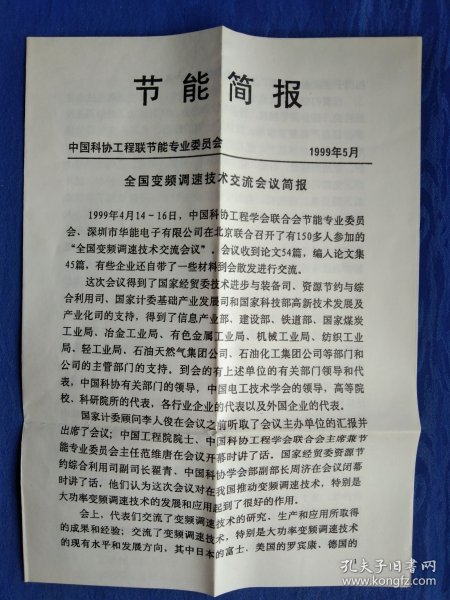 节能简报
中国科协工程联节能专业委员会 1999年5月
全国变频调速技术交流会议简报
1999年4月14-16日，中国科协工程学会联合会节能专业委员
会、深圳市华能电子有限公司在北京联合召开了有150多人参加的
“全国变频调速技术交流会议”。会议收到论文54篇，编入论文集
45篇，有些企业还自带了一些材料到会散发进行交流。
这次会议得到了国家经贸委技术进步与装备司、资源节约与综
合利用司、国家计委基础产业发展司和国家科技部高新技术发展及
产业化司的支持，得到了信息产业部、建设部、铁道部、国家煤炭
工业局、冶金工业局、有色金属工业局、机械工业局、纺织工业
局、轻工业局、石油天然气集团公司、石油化工集团公司等部门和
公司的主管部门的支持。到会的有上述单位的有关部门领导和代
表，中国科协有关部门的领导，中国电工技术学会的领导，高等院
校、科研院所的代表，各行业企业的代表以及外国企业的代表。
国家计委顾问李人俊在会议之前听取了会议主办单位的汇报并
出席了会议；中国工程院院士、中国科协工程学会联合会主席兼节
能专业委员会主任范维唐在会议开幕时讲了话。国家经贸委资源节
约综合利用司副司长翟青、中国科协学会部副部长周济在会议闭幕
时讲了话，他们认为这次会议对在我国推动变频调速技术，特别是
大功率变频调速技术的发展和应用起到了很好的作用。
会上，代表们交流了变频调速技术的研究、生产和应用所取得
的成果和经验；交流了变频调速技术，特别是大功率变频调速技术
的现有水平和发展方向，其中日本的富士、美国的罗宾康、德国的
孔夫子旧书网
www.kongfz.com